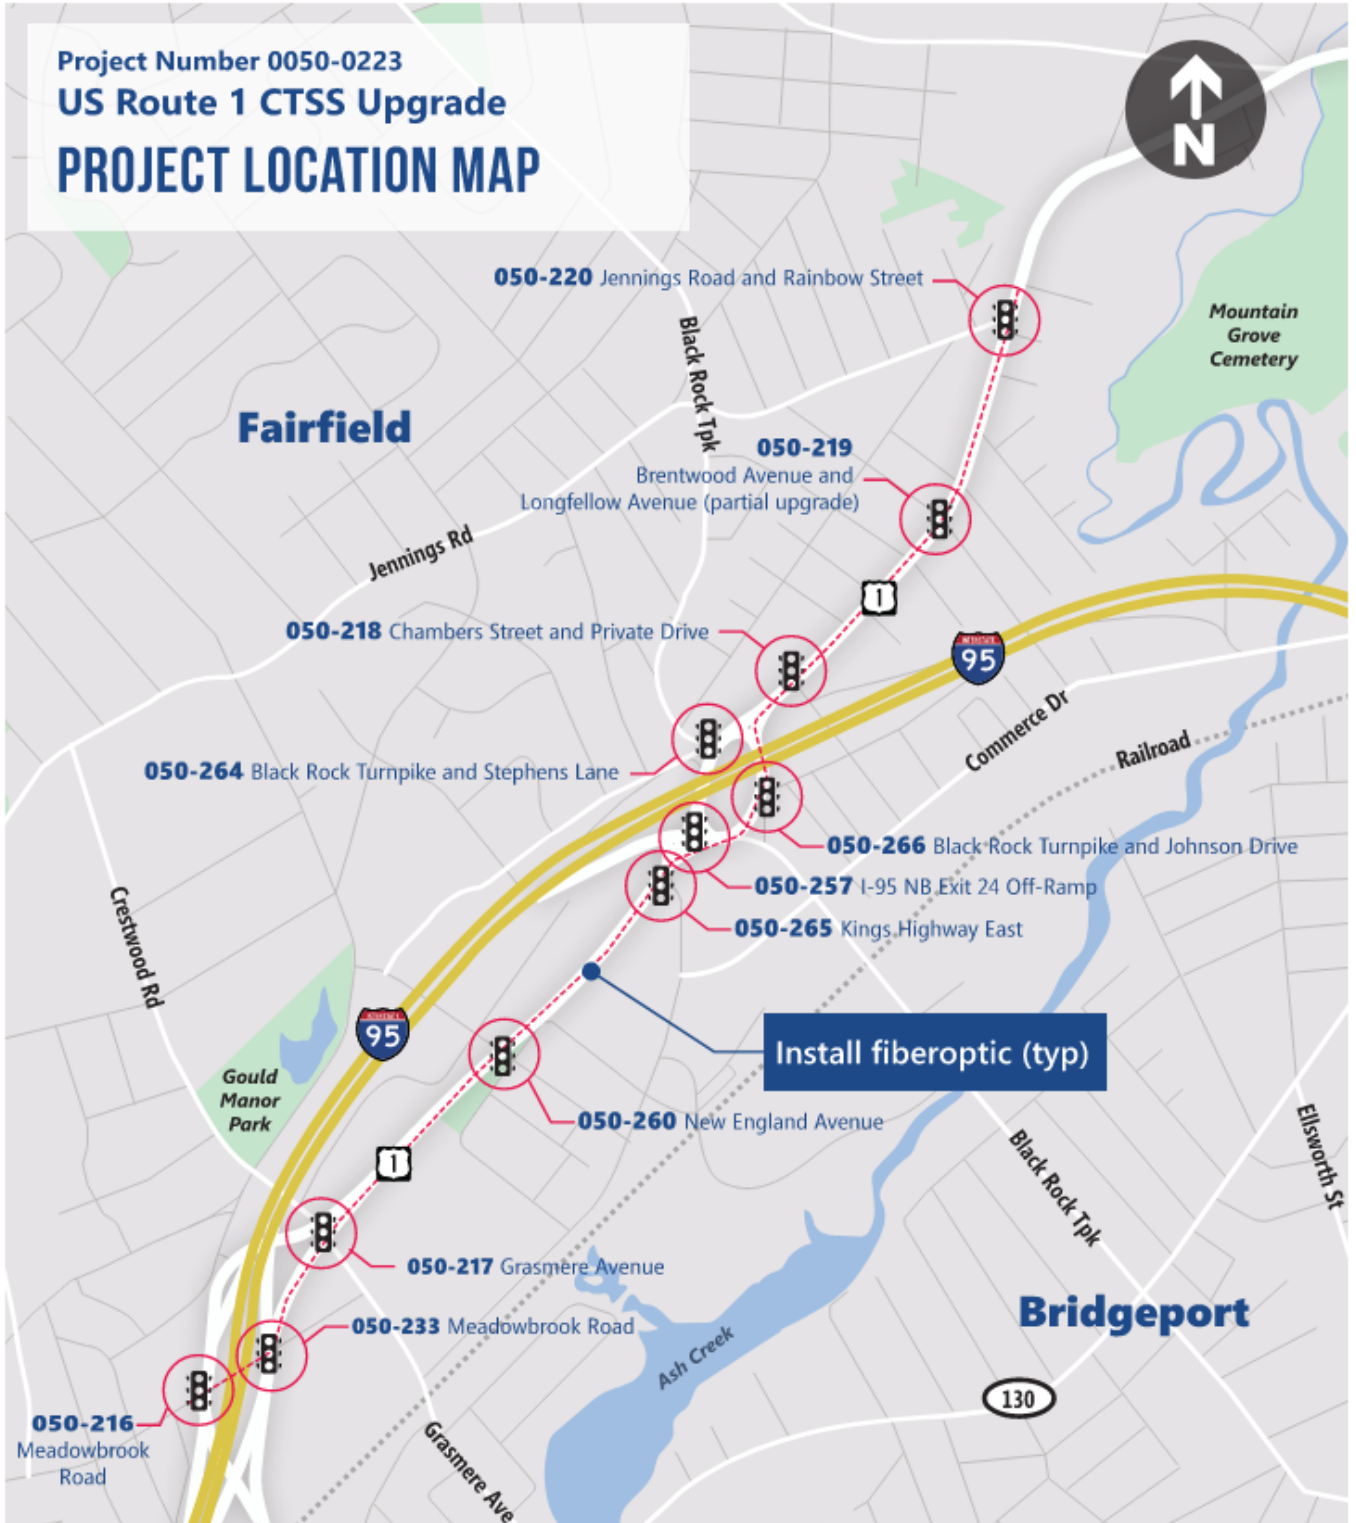 Project Number 0050-0223
US Route 1 CTSS Upgrade
PROJECT LOCATION MAP
N
050-220 Jennings Road and Rainbow Street
Mountain
Grove
Cemetery
Black Rock Tpk
Fairfield
050-219
Brentwood Avenue and
Longfellow Avenue (partial upgrade)
Jennings Rd
1
050-218 Chambers Street and Private Drive
INTERSTATE
95
Commerce Dr
Railroad
050-264 Black Rock Turnpike and Stephens Lane
050-266 Black Rock Turnpike and Johnson Drive
050-257 I-95 NB Exit 24 Off-Ramp
050-265 Kings Highway East
Crestwood Rd
INTERSTATE
95
Install fiberoptic (typ)
Gould
Manor
Park
050-260 New England Avenue
Ellsworth St
Black Rock Tpk
1
050-217 Grasmere Avenue
Bridgeport
050-233 Meadowbrook Road
Ash Creek
130
050-216
Meadowbrook
Road
Grasmere Ave